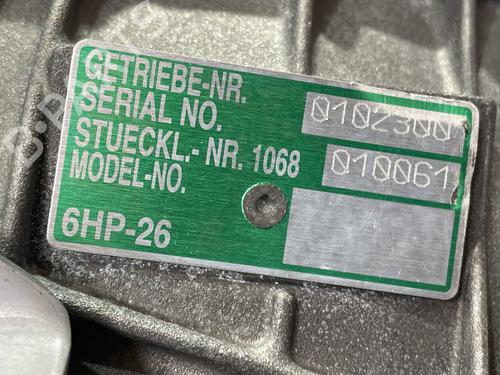 GETRIEBE-NR.
SERIAL NO. 0102300
STUECKL.- NR. 1068 010061
MODEL-NO.
6HP-26